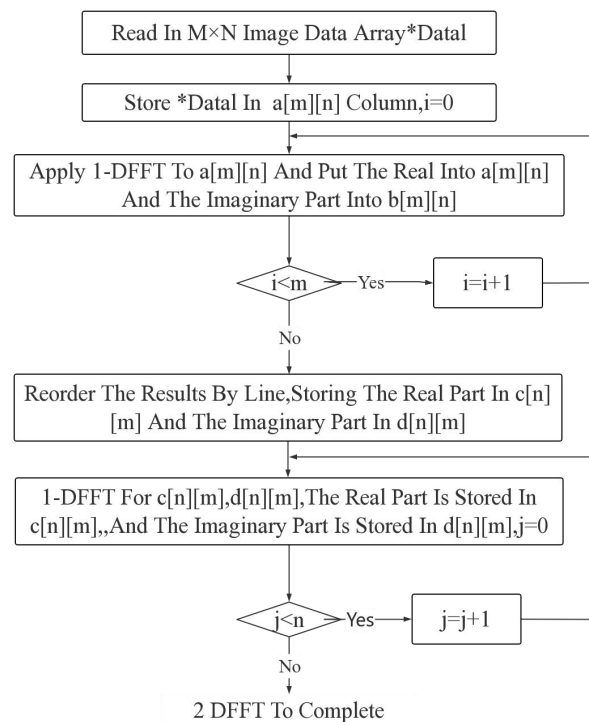 Read In M×N Image Data Array*Datal
Store *Datal In a[m][n] Column,i=0
Apply 1-DFFT To a[m][n] And Put The Real Into a[m][n]
And The Imaginary Part Into b[m][n]
i<m
Yes
i=i+1
No
Reorder The Results By Line,Storing The Real Part In c[n]
[m] And The Imaginary Part In d[n][m]
1-DFFT For c[n][m],d[n][m],The Real Part Is Stored In
c[n][m],,And The Imaginary Part Is Stored In d[n][m],j=0
j<n
Yes
j=j+1
No
2 DFFT To Complete